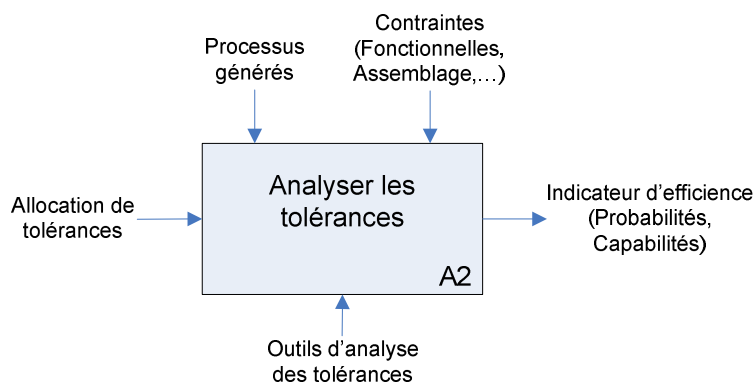 Processus
générés
Contraintes
(Fonctionnelles,
Assemblage,…)
Allocation de
tolérances
Analyser les
tolérances
A2
Indicateur d'efficience
(Probabilités,
Capabilités)
Outils d'analyse
des tolérances